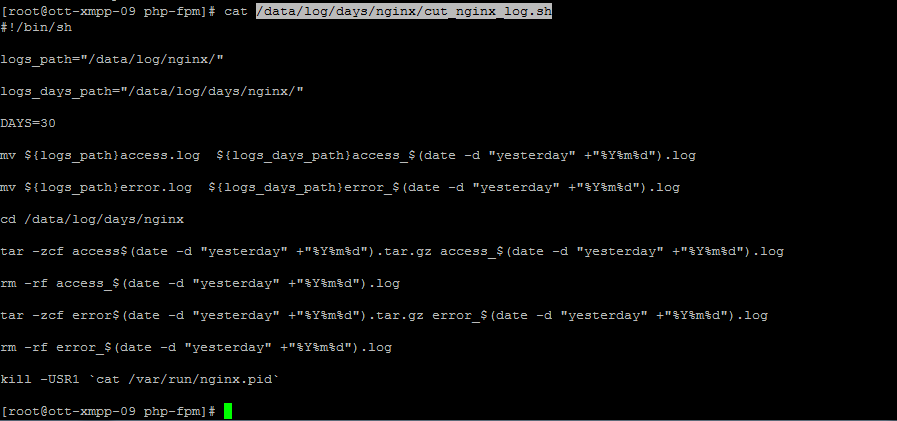 [root@ott-xmpp-09 php-fpm]# cat /data/log/days/nginx/cut_nginx_log.sh
#!/bin/sh
logs_path="/data/log/nginx/"
logs_days_path="/data/log/days/nginx/"
DAYS=30
mv ${logs_path}access.log  ${logs_days_path}access_$(date -d "yesterday" +"%Y%m%d").log
mv ${logs_path}error.log  ${logs_days_path}error_$(date -d "yesterday" +"%Y%m%d").log
cd /data/log/days/nginx
tar -zcf access$(date -d "yesterday" +"%Y%m%d").tar.gz access_$(date -d "yesterday" +"%Y%m%d").log
rm -rf access_$(date -d "yesterday" +"%Y%m%d").log
tar -zcf error$(date -d "yesterday" +"%Y%m%d").tar.gz error_$(date -d "yesterday" +"%Y%m%d").log
rm -rf error_$(date -d "yesterday" +"%Y%m%d").log
kill -USR1 `cat /var/run/nginx.pid`
[root@ott-xmpp-09 php-fpm]#